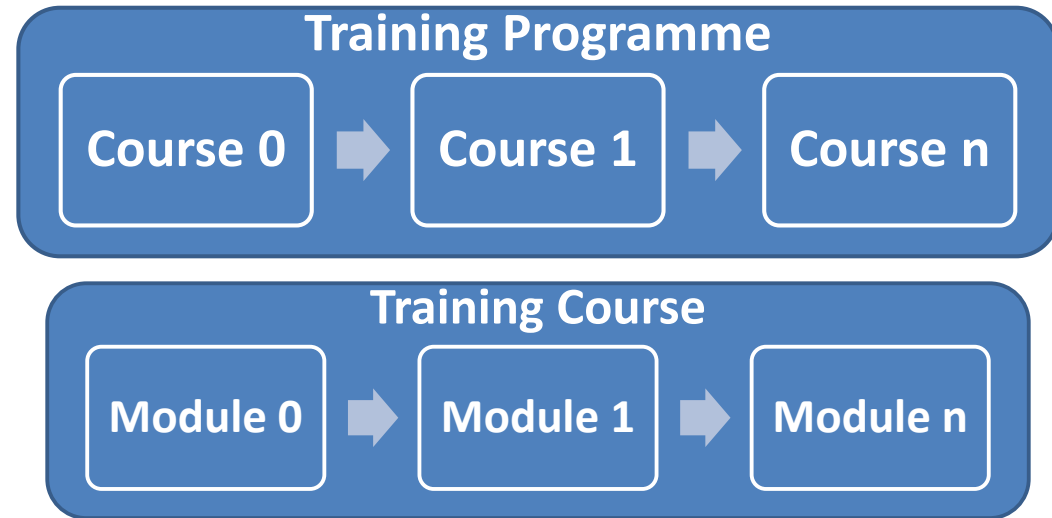 Training Programme
Course 0
Course 1
Course n
Training Course
Module 0
Module 1
Module n